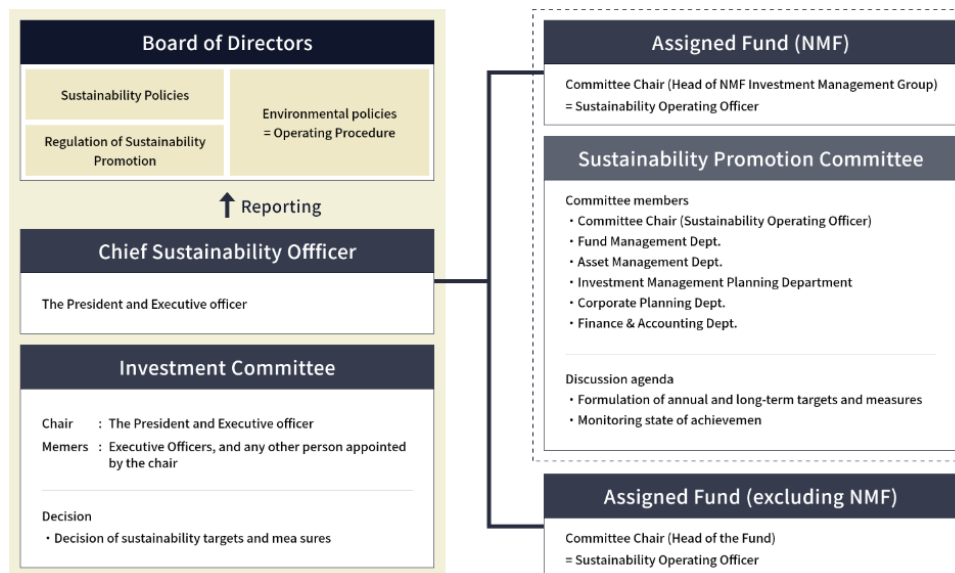 Board of Directors
Sustainability Policies
Regulation of Sustainability
Promotion
Environmental policies
= Operating Procedure
Reporting
Chief Sustainability Offficer
The President and Executive officer
Investment Committee
Chair : The President and Executive officer
Memers : Executive Officers, and any other person appointed
by the chair
Decision
・Decision of sustainability targets and mea sures
Assigned Fund (NMF)
Committee Chair (Head of NMF Investment Management Group)
= Sustainability Operating Officer
Sustainability Promotion Committee
Committee members
・Committee Chair (Sustainability Operating Officer)
・Fund Management Dept.
・Asset Management Dept.
・Investment Management Planning Department
・Corporate Planning Dept.
・Finance & Accounting Dept.
Discussion agenda
・Formulation of annual and long-term targets and measures
・Monitoring state of achievemen
Assigned Fund (excluding NMF)
Committee Chair (Head of the Fund)
= Sustainability Operating Officer